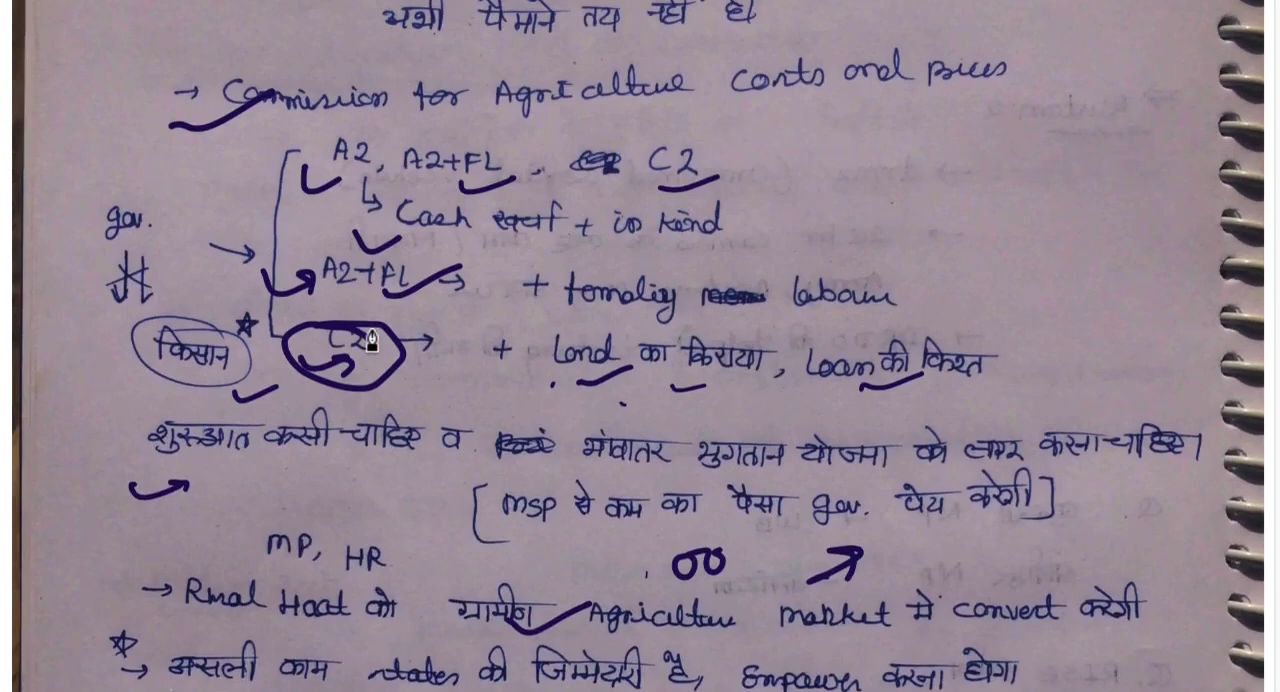 अभी पैमाने तय नहीं है।
→ Commission for Agriculture Costs and Prices
A2, A2+FL, C2
↳ Cash खर्चा + in kind
gov. →
A2+FL → + family labour
किसान
C2 → + Land का किराया, Loan की किश्त
शुरुआत करनी चाहिए व भावांतर भुगतान योजना को लागू करना चाहिए।
[MSP से कम का पैसा gov. पेय करेगी]
MP, HR
→ Rural Haat को ग्रामीण Agriculture market में convert करेगी
→ असली काम states की जिम्मेदारी है, Empower करना होगा